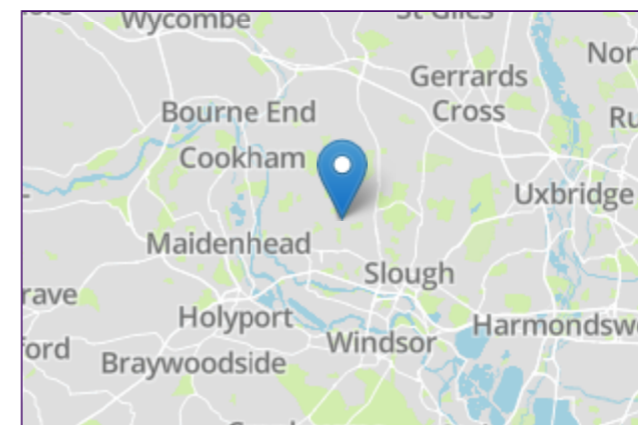 Wycombe
Gerrards
Cross
Bourne End
Cookham
Uxbridge
Maidenhead
Slough
Holyport
Harmondsw
Windsor
Braywoodside